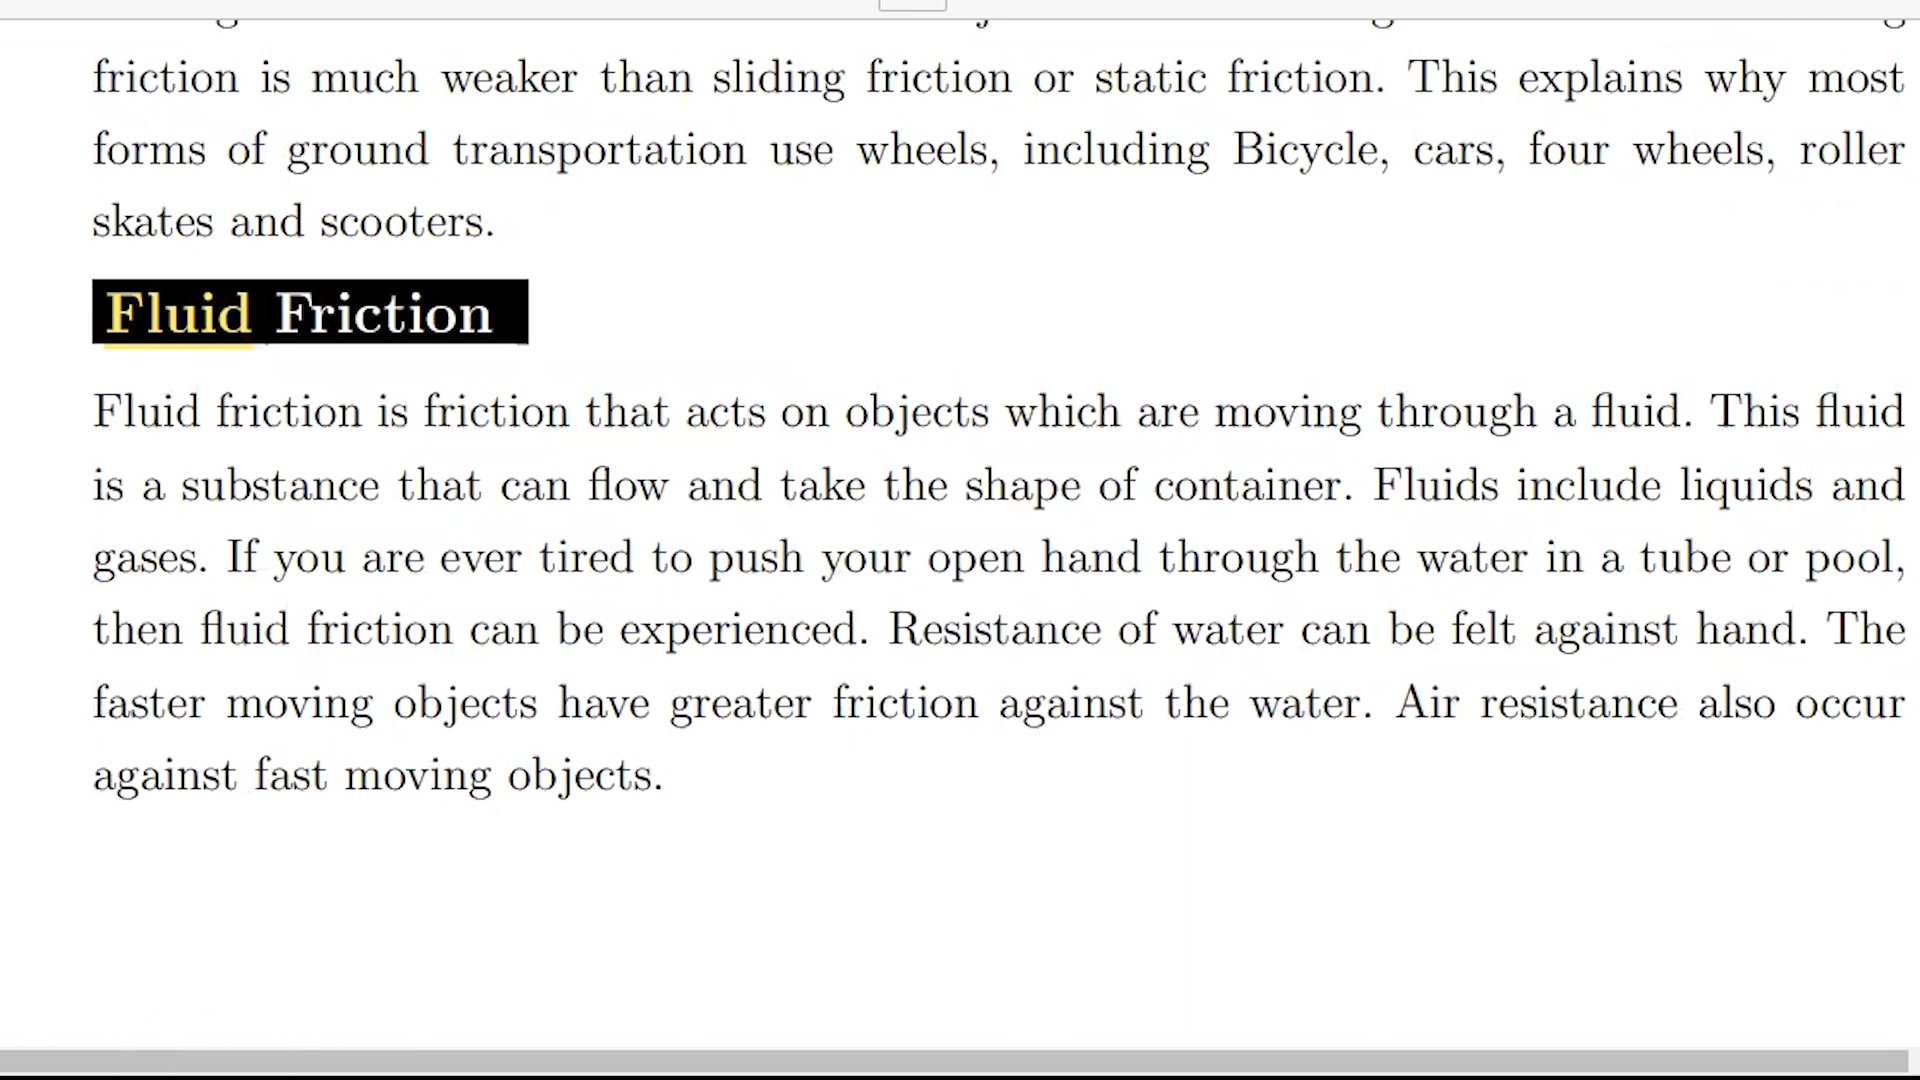 friction is much weaker than sliding friction or static friction. This explains why most
forms of ground transportation use wheels, including Bicycle, cars, four wheels, roller
skates and scooters.
Fluid Friction
Fluid friction is friction that acts on objects which are moving through a fluid. This fluid
is a substance that can flow and take the shape of container. Fluids include liquids and
gases. If you are ever tired to push your open hand through the water in a tube or pool,
then fluid friction can be experienced. Resistance of water can be felt against hand. The
faster moving objects have greater friction against the water. Air resistance also occur
against fast moving objects.